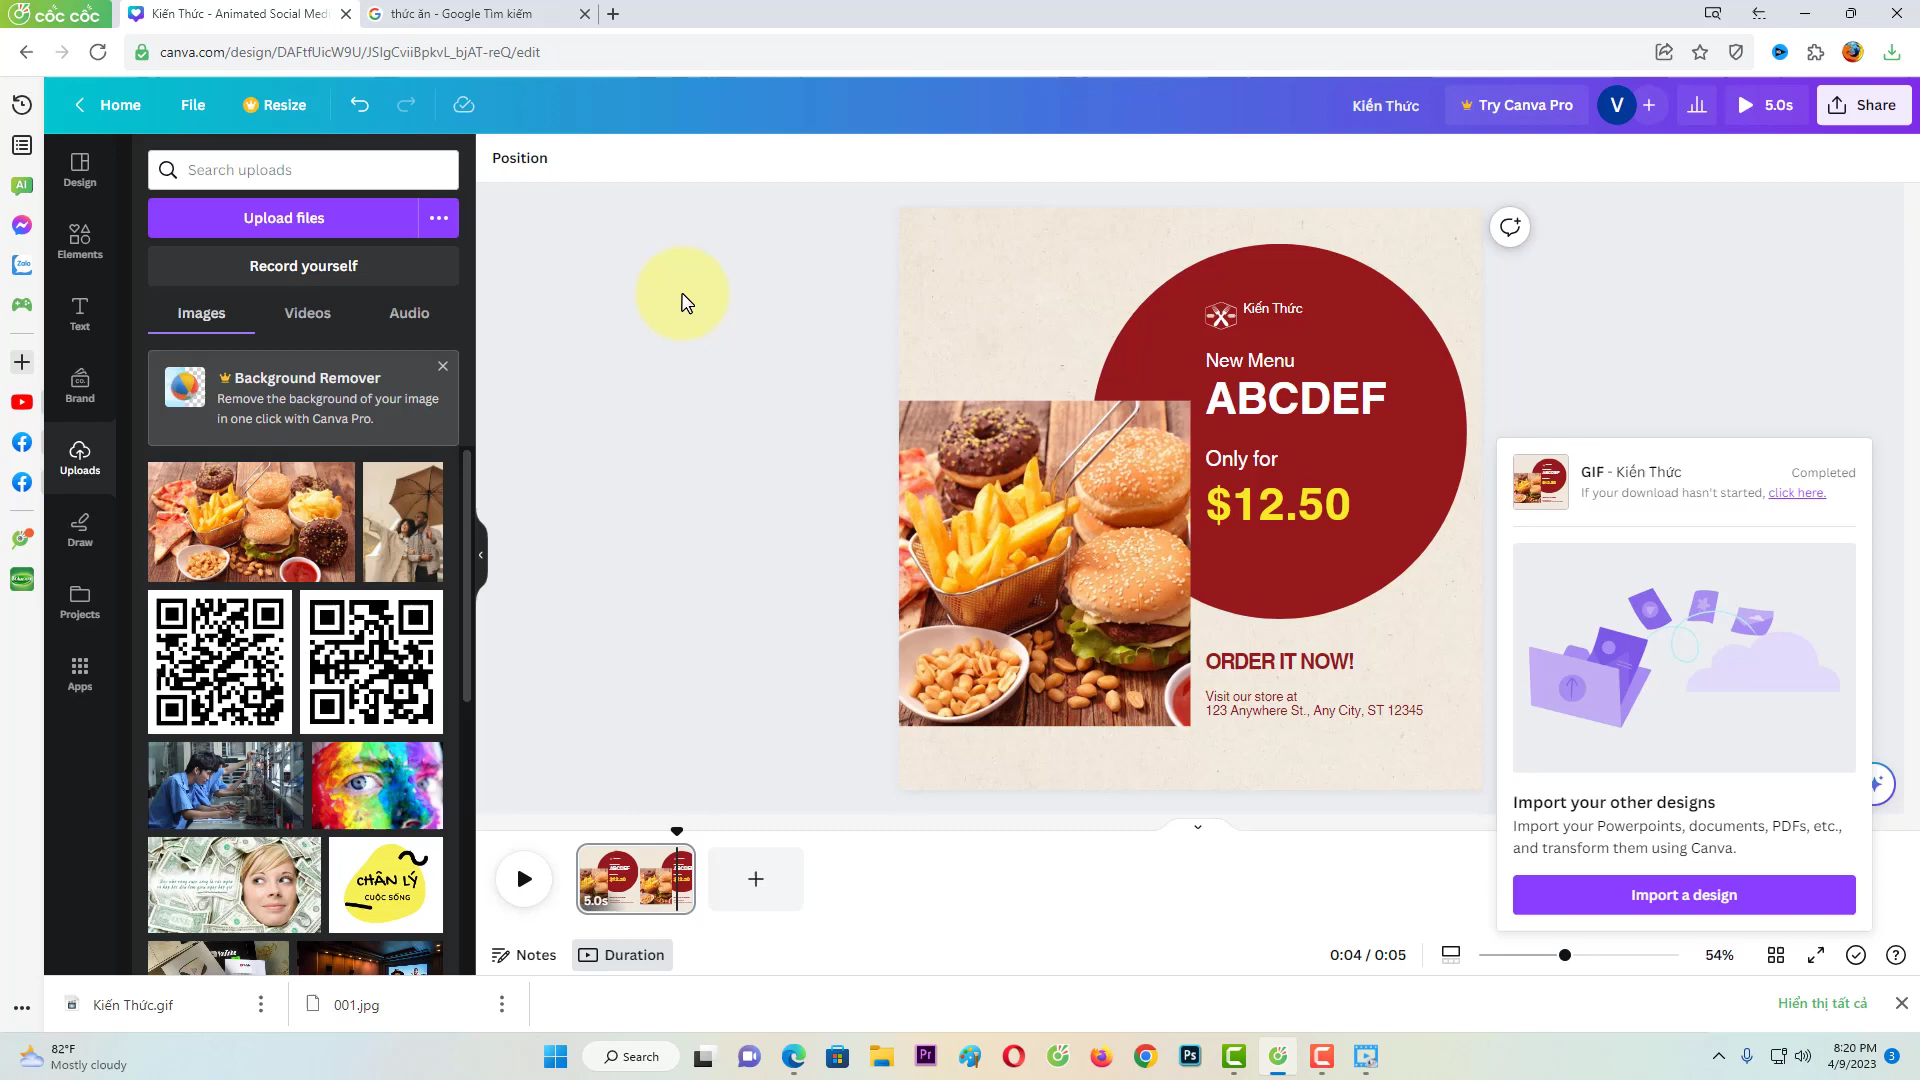 cốc cốc
Kiến Thức - Animated Social Medi
thức ăn - Google Tìm kiếm
canva.com/design/DAFtfUicW9U/JSIgCviiBpkvL_bjAT-reQ/edit
Home
File
Resize
Kiến Thức
Try Canva Pro
V
5.0s
Share
AI
Zalo
Design
Elements
Text
CO.
Brand
Uploads
Draw
Projects
Apps
Search uploads
Upload files
Record yourself
Images
Videos
Audio
Background Remover
Remove the background of your image
in one click with Canva Pro.
CHÂN LÝ
CUỘC SỐNG
Position
Kiến Thức
New Menu
ABCDEF
Only for
$12.50
ORDER IT NOW!
Visit our store at
123 Anywhere St., Any City, ST 12345
GIF - Kiến Thức
Completed
If your download hasn't started, click here.
Import your other designs
Import your Powerpoints, documents, PDFs, etc.,
and transform them using Canva.
Import a design
5.0s
Notes
Duration
0:04 / 0:05
54%
Kiến Thức.gif
001.jpg
Hiển thị tất cả
82°F
Mostly cloudy
Search
Pr
Ps
8:20 PM
4/9/2023
3